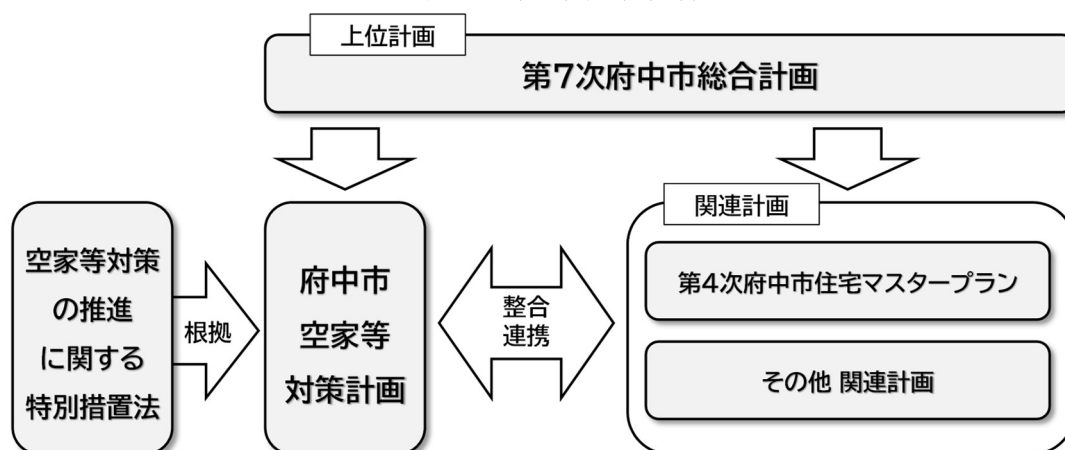 上位計画
第7次府中市総合計画
空家等対策
の推進
に関する
特別措置法
根拠
府中市
空家等
対策計画
整合
連携
関連計画
第4次府中市住宅マスタープラン
その他 関連計画